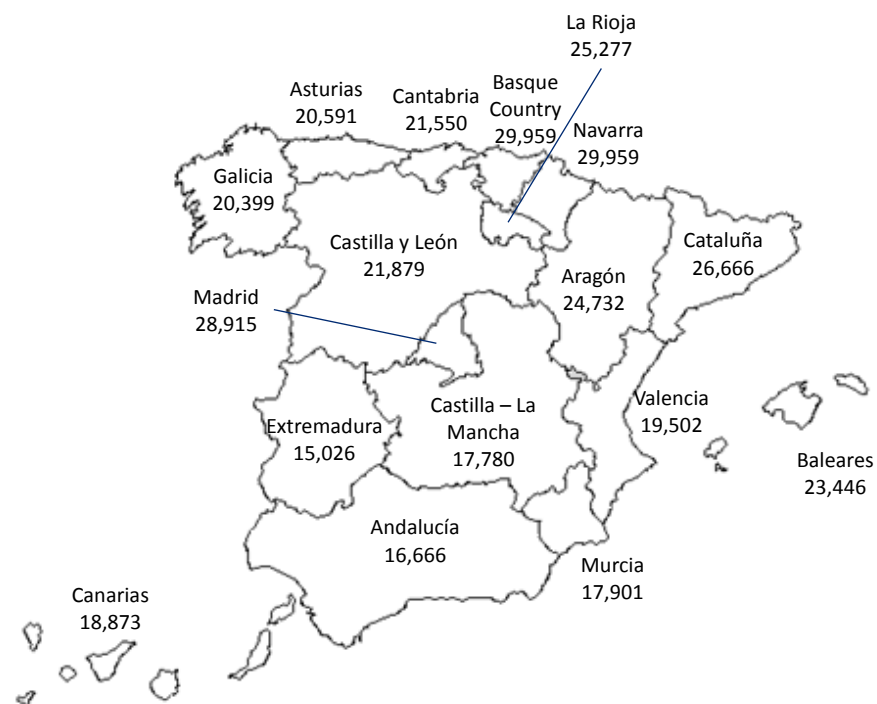 La Rioja
25,277
Asturias
20,591
Cantabria
21,550
Basque
Country
29,959
Navarra
29,959
Galicia
20,399
Castilla y León
21,879
Cataluña
26,666
Aragón
24,732
Madrid
28,915
Extremadura
15,026
Castilla – La
Mancha
17,780
Valencia
19,502
Baleares
23,446
Andalucía
16,666
Murcia
17,901
Canarias
18,873